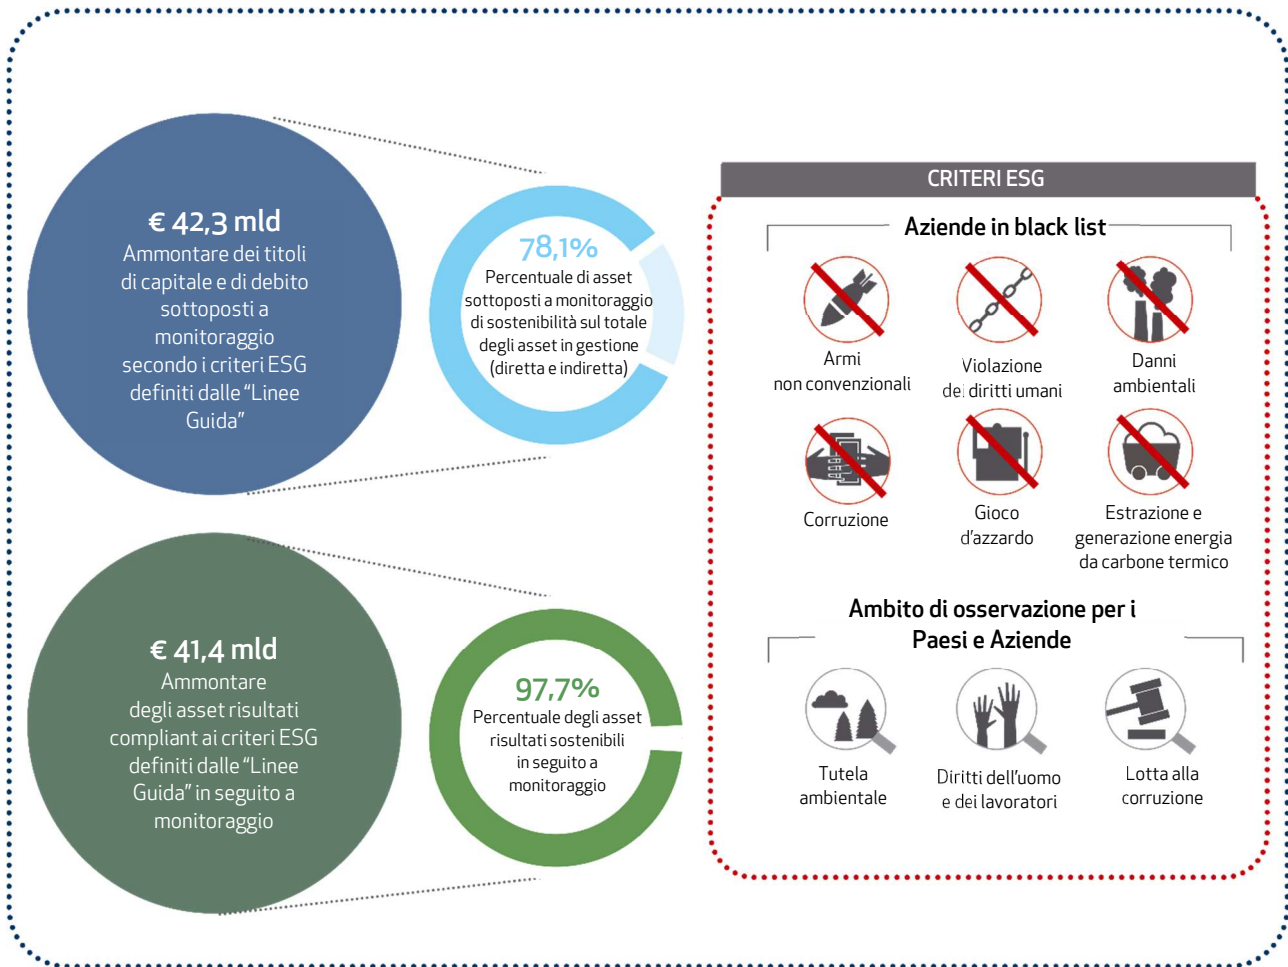 € 42,3 mld
Ammontare dei titoli
di capitale e di debito
sottoposti a
monitoraggio
secondo i criteri ESG
definiti dalle “Linee
Guida”
78,1%
Percentuale di asset
sottoposti a monitoraggio
di sostenibilità sul totale
degli asset in gestione
(diretta e indiretta)
€ 41,4 mld
Ammontare
degli asset risultati
compliant ai criteri ESG
definiti dalle “Linee
Guida” in seguito a
monitoraggio
97,7%
Percentuale degli asset
risultati sostenibili
in seguito a
monitoraggio
CRITERI ESG
Aziende in black list
Armi
non convenzionali
Violazione
dei diritti umani
Danni
ambientali
Corruzione
Gioco
d’azzardo
Estrazione e
generazione energia
da carbone termico
Ambito di osservazione per i
Paesi e Aziende
Tutela
ambientale
Diritti dell’uomo
e dei lavoratori
Lotta alla
corruzione